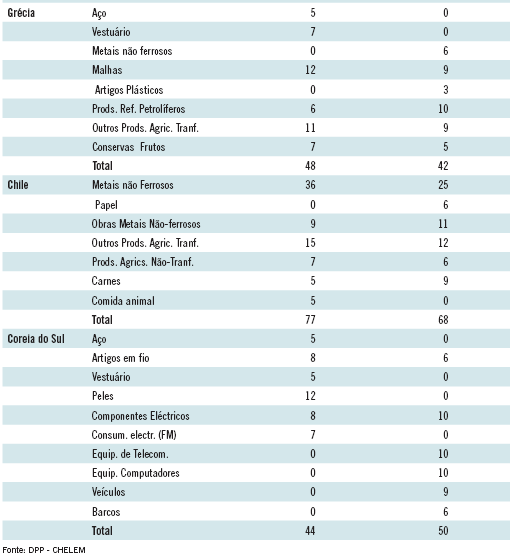 Grécia Aço 5 0
Vestuário 7 0
Metais não ferrosos 0 6
Malhas 12 9
Artigos Plásticos 0 3
Prods. Ref. Petrolíferos 6 10
Outros Prods. Agric. Tranf. 11 9
Conservas Frutos 7 5
Total 48 42
Chile Metais não Ferrosos 36 25
Papel 0 6
Obras Metais Não-ferrosos 9 11
Outros Prods. Agric. Tranf. 15 12
Prods. Agrics. Não-Tranf. 7 6
Carnes 5 9
Comida animal 5 0
Total 77 68
Coreia do Sul Aço 5 0
Artigos em fio 8 6
Vestuário 5 0
Peles 12 0
Componentes Eléctricos 8 10
Consum. electr. (FM) 7 0
Equip. de Telecom. 0 10
Equip. Computadores 0 10
Veículos 0 9
Barcos 0 6
Total 44 50
Fonte: DPP - CHELEM